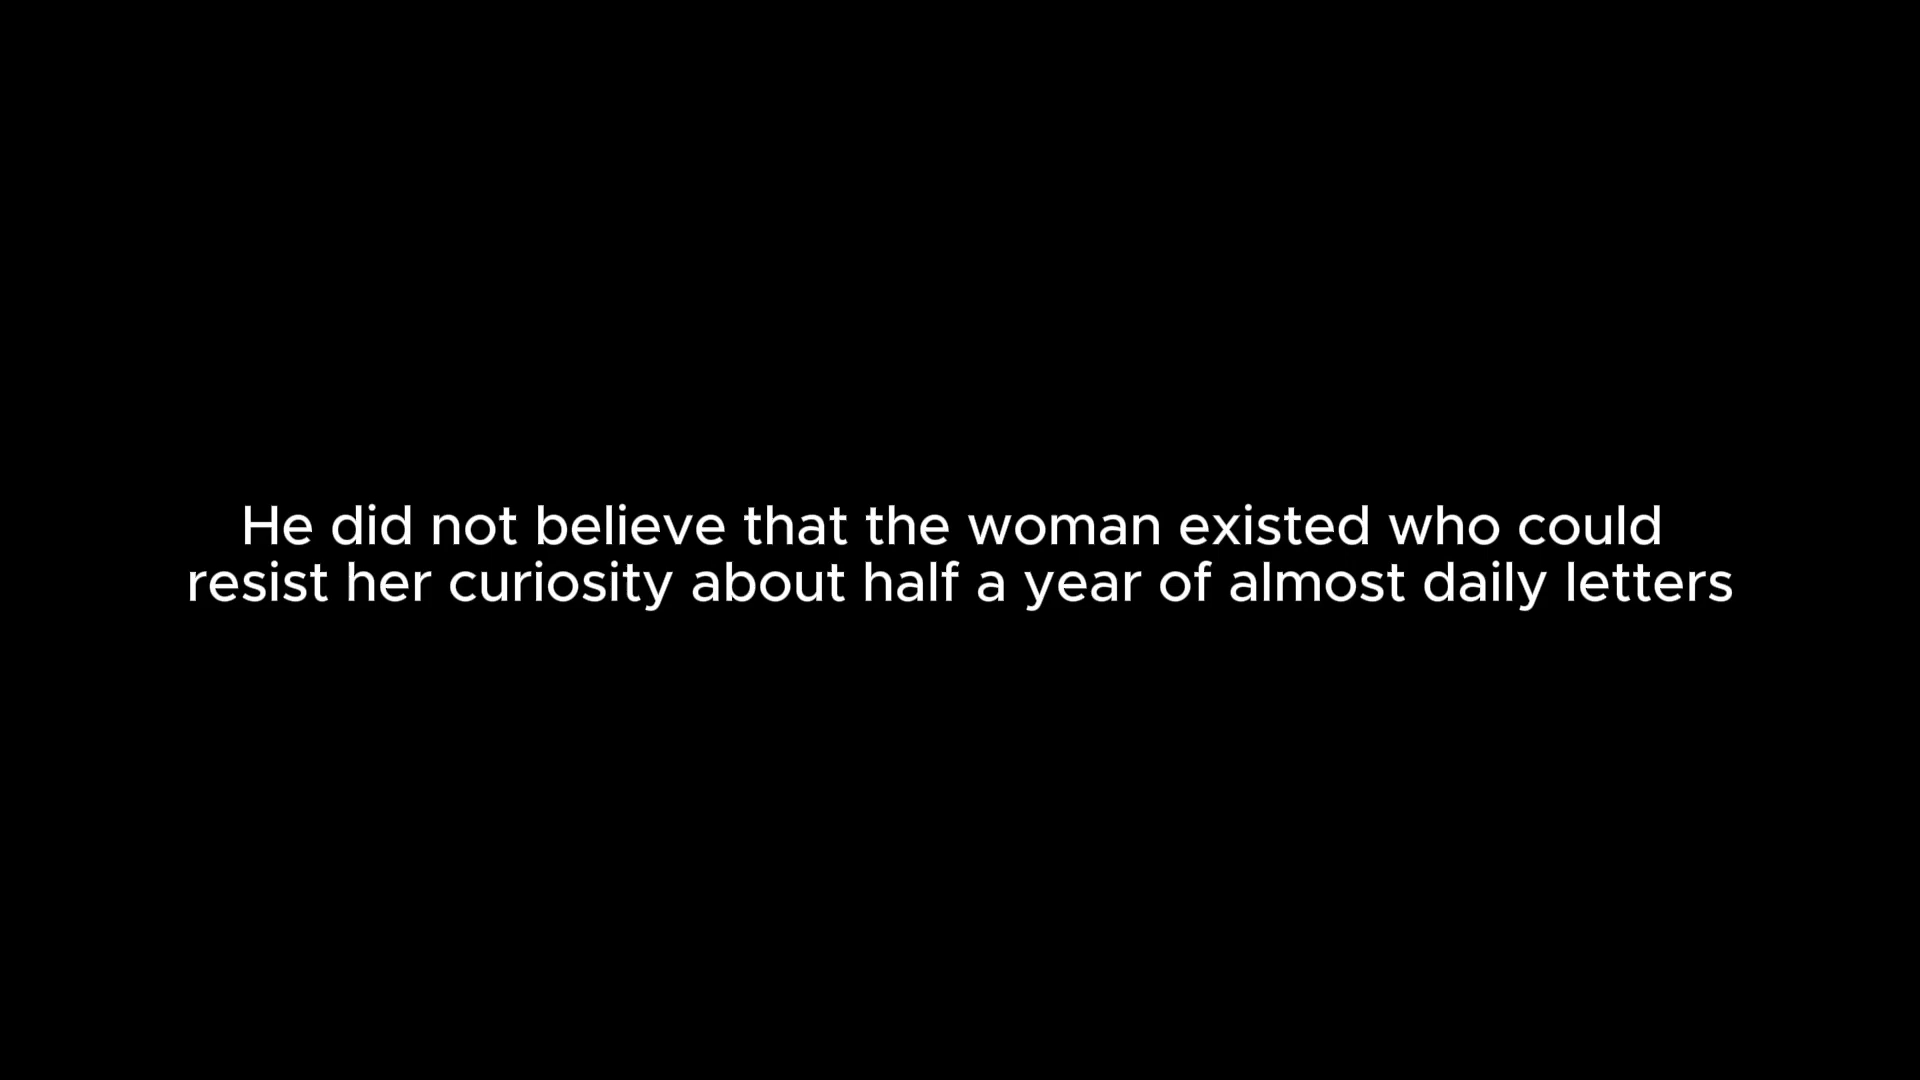 He did not believe that the woman existed who could
resist her curiosity about half a year of almost daily letters